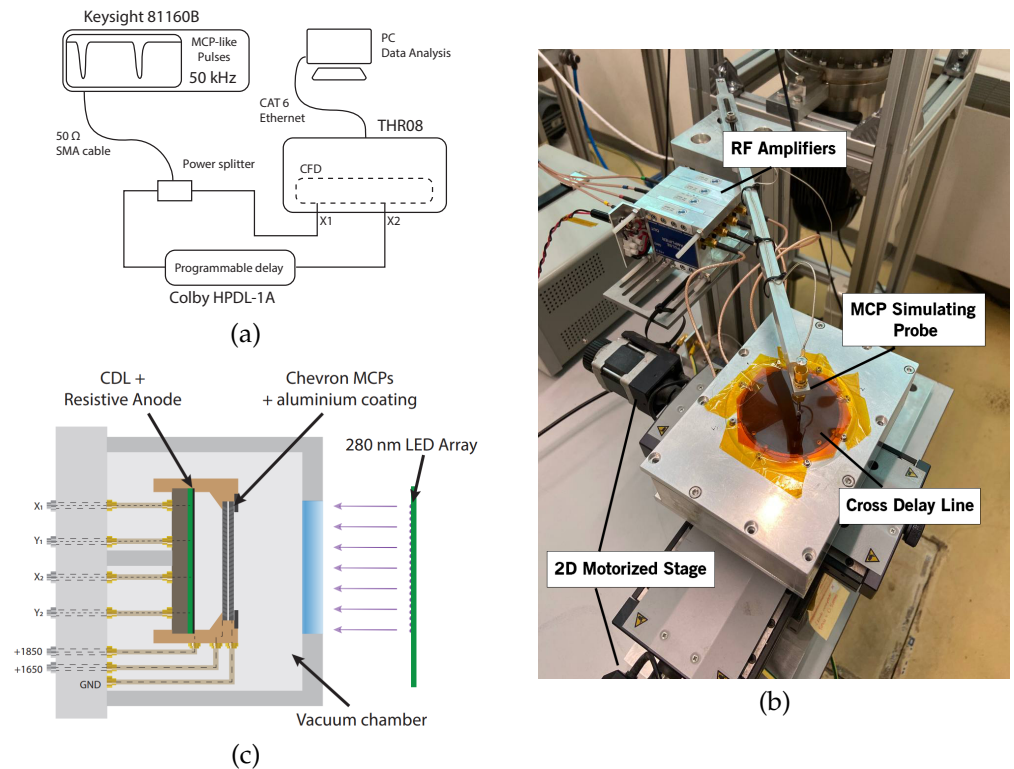 Keysight 81160B
MCP-like
Pulses
50 kHz
PC
Data Analysis
CAT 6
Ethernet
50 Ω
SMA cable
Power splitter
THR08
CFD
X1
X2
Programmable delay
Colby HPDL-1A
(a)
RF Amplifiers
MCP Simulating
Probe
Cross Delay Line
2D Motorized Stage
(b)
CDL +
Resistive Anode
Chevron MCPs
+ aluminium coating
280 nm LED Array
X₁
Y₁
X₂
Y₂
+1850
+1650
GND
Vacuum chamber
(c)